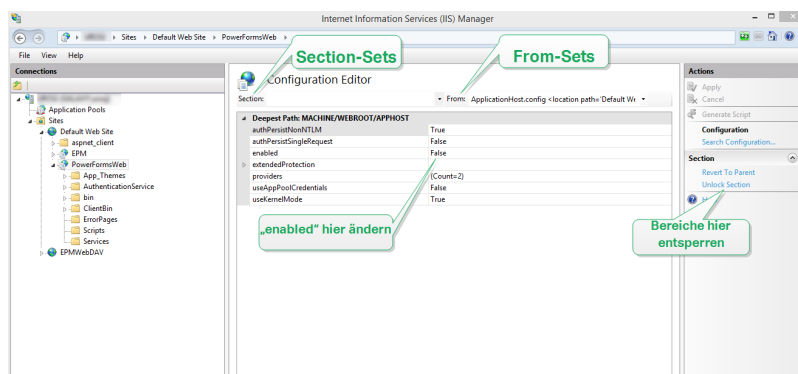 Internet Information Services (IIS) Manager
Sites
Default Web Site
PowerFormsWeb
File View Help
Connections
Application Pools
Sites
Default Web Site
aspnet_client
EPM
PowerFormsWeb
App_Themes
AuthenticationService
bin
ClientBin
ErrorPages
Scripts
Services
EPMWebDAV
Section-Sets
From-Sets
Configuration Editor
Section:
From: ApplicationHost.config <location path='Default We
Deepest Path: MACHINE/WEBROOT/APPHOST
authPersistNonNTLM True
authPersistSingleRequest False
enabled False
extendedProtection
providers (Count=2)
useAppPoolCredentials False
useKernelMode True
„enabled“ hier ändern
Actions
Apply
Cancel
Generate Script
Configuration
Search Configuration...
Section
Revert To Parent
Unlock Section
Bereiche hier
entsperren